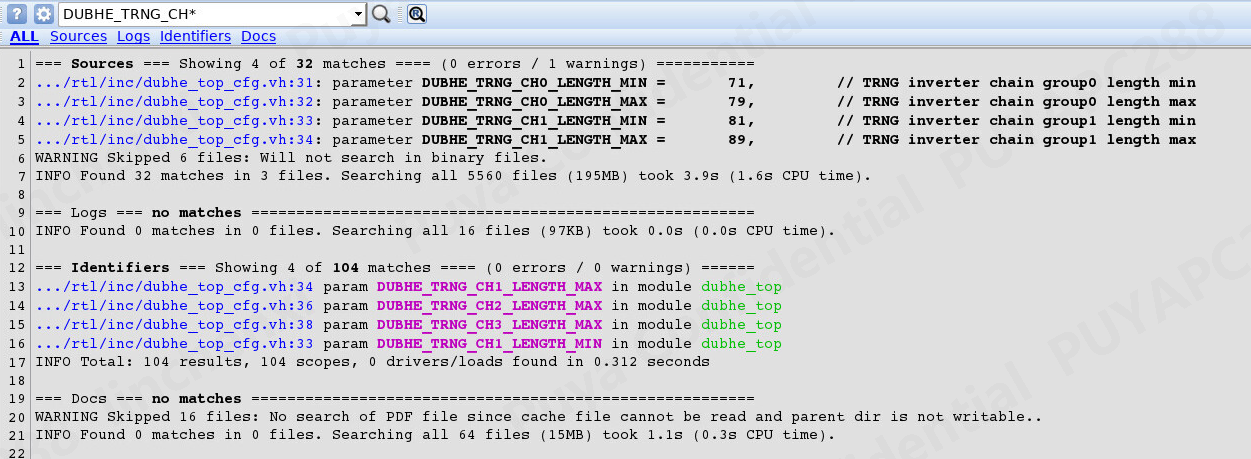 DUBHE_TRNG_CH*
ALL Sources Logs Identifiers Docs
1 === Sources === Showing 4 of 32 matches ==== (0 errors / 1 warnings) ===========
2 .../rtl/inc/dubhe_top_cfg.vh:31: parameter DUBHE_TRNG_CH0_LENGTH_MIN = 71, // TRNG inverter chain group0 length min
3 .../rtl/inc/dubhe_top_cfg.vh:32: parameter DUBHE_TRNG_CH0_LENGTH_MAX = 79, // TRNG inverter chain group0 length max
4 .../rtl/inc/dubhe_top_cfg.vh:33: parameter DUBHE_TRNG_CH1_LENGTH_MIN = 81, // TRNG inverter chain group1 length min
5 .../rtl/inc/dubhe_top_cfg.vh:34: parameter DUBHE_TRNG_CH1_LENGTH_MAX = 89, // TRNG inverter chain group1 length max
6 WARNING Skipped 6 files: Will not search in binary files.
7 INFO Found 32 matches in 3 files. Searching all 5560 files (195MB) took 3.9s (1.6s CPU time).
8
9 === Logs === no matches ========================================================
10 INFO Found 0 matches in 0 files. Searching all 16 files (97KB) took 0.0s (0.0s CPU time).
11
12 === Identifiers === Showing 4 of 104 matches ==== (0 errors / 0 warnings) ======
13 .../rtl/inc/dubhe_top_cfg.vh:34 param DUBHE_TRNG_CH1_LENGTH_MAX in module dubhe_top
14 .../rtl/inc/dubhe_top_cfg.vh:36 param DUBHE_TRNG_CH2_LENGTH_MAX in module dubhe_top
15 .../rtl/inc/dubhe_top_cfg.vh:38 param DUBHE_TRNG_CH3_LENGTH_MAX in module dubhe_top
16 .../rtl/inc/dubhe_top_cfg.vh:33 param DUBHE_TRNG_CH1_LENGTH_MIN in module dubhe_top
17 INFO Total: 104 results, 104 scopes, 0 drivers/loads found in 0.312 seconds
18
19 === Docs === no matches ========================================================
20 WARNING Skipped 16 files: No search of PDF file since cache file cannot be read and parent dir is not writable..
21 INFO Found 0 matches in 0 files. Searching all 64 files (15MB) took 1.1s (0.3s CPU time).
22